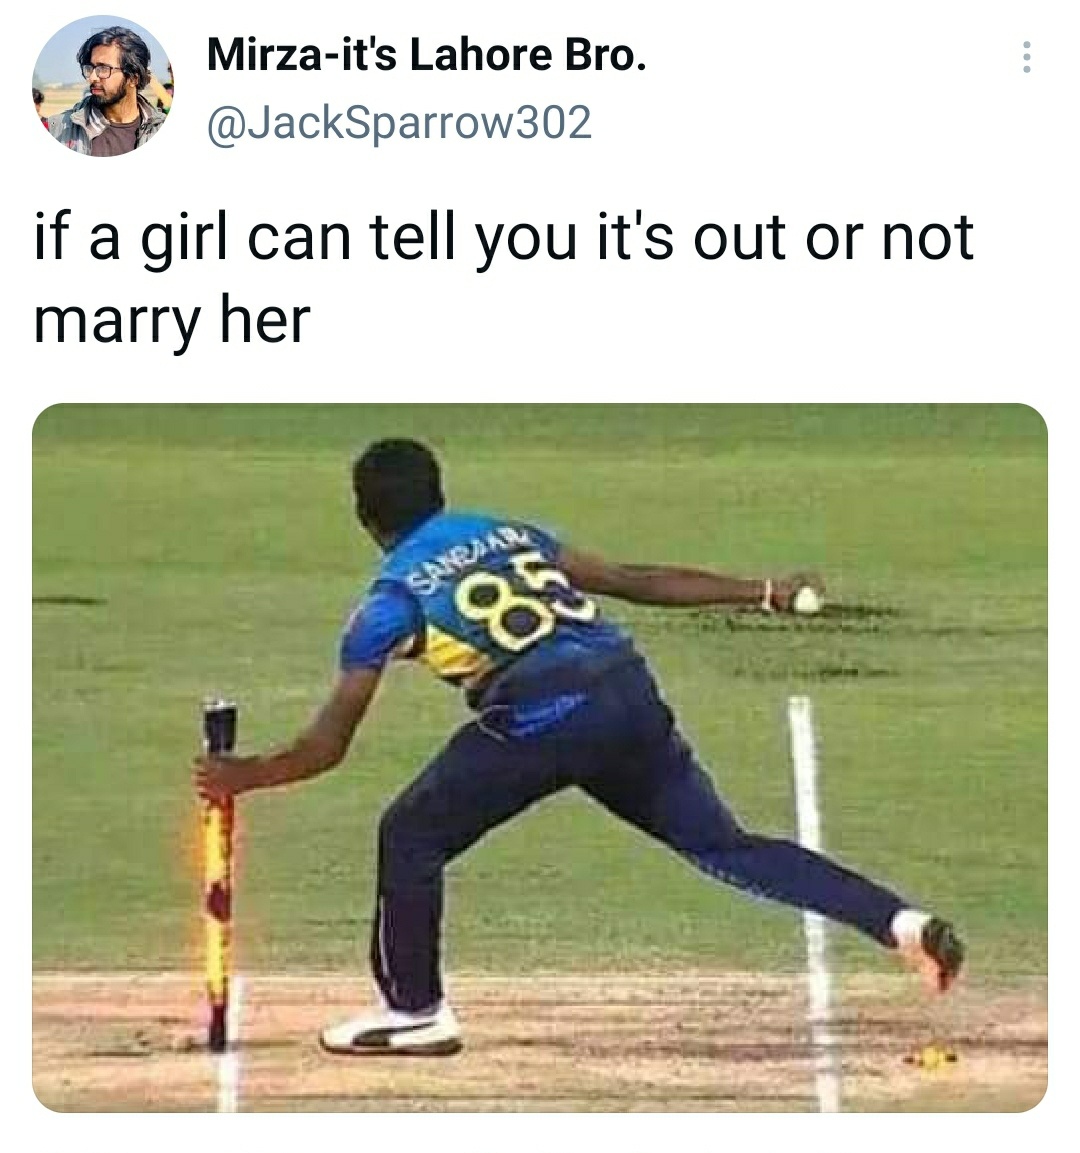 Mirza-it's Lahore Bro.
@JackSparrow302
if a girl can tell you it's out or not
marry her
85